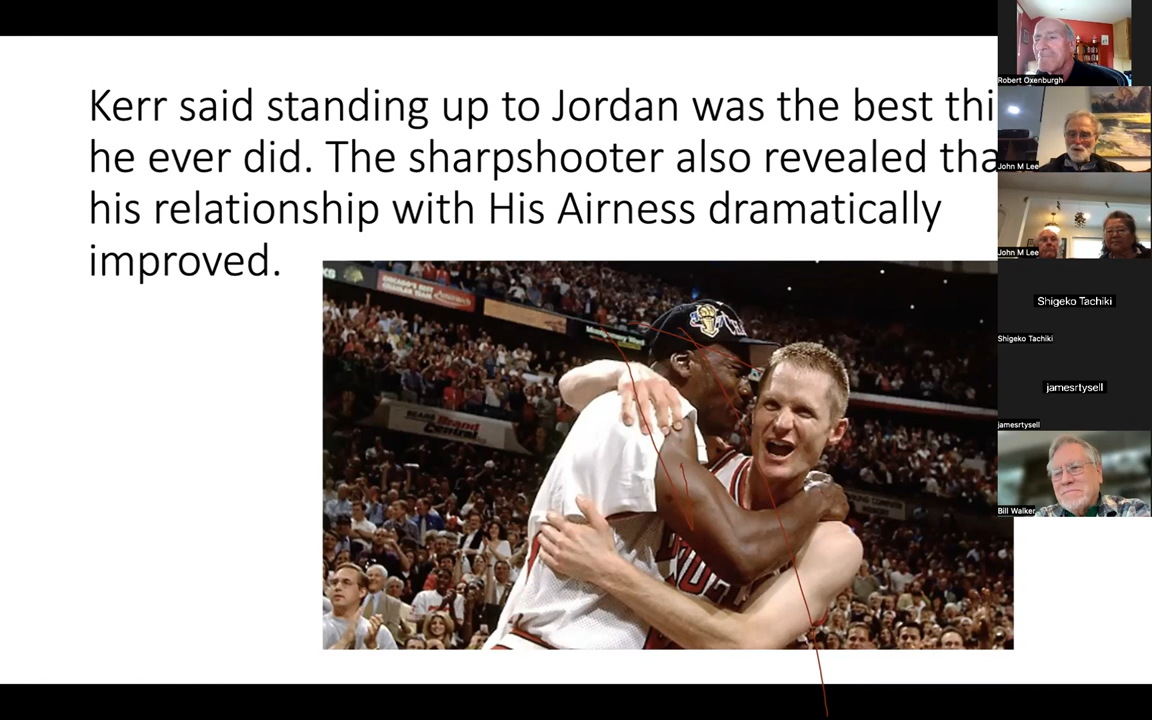 Kerr said standing up to Jordan was the best thi
he ever did. The sharpshooter also revealed tha
his relationship with His Airness dramatically
improved.
Robert Oxenburgh
John M Lee
John M Lee
Shigeko Tachiki
Shigeko Tachiki
jamesrtysell
jamesrtysell
Bill Walker
Montgomery Ward